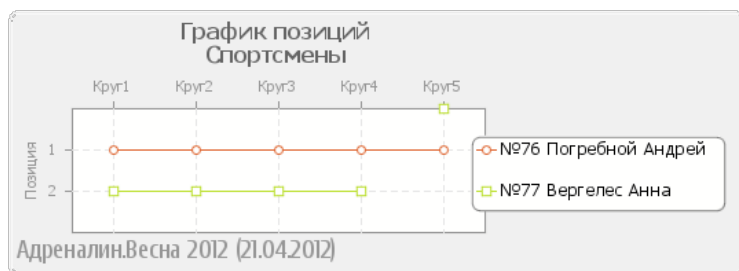 График позиций
Спортсмены
Круг1 Круг2 Круг3 Круг4 Круг5
Позиция
1
2
№76 Погребной Андрей
№77 Вергелес Анна
Адреналин.Весна 2012 (21.04.2012)